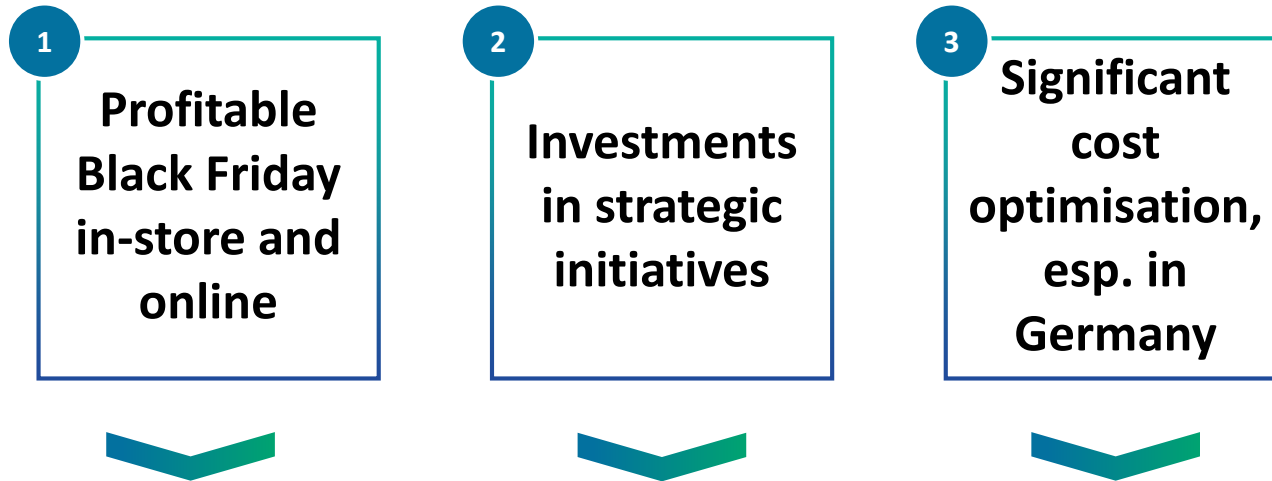 1
Profitable
Black Friday
in-store and
online
2
Investments
in strategic
initiatives
3
Significant
cost
optimisation,
esp. in
Germany